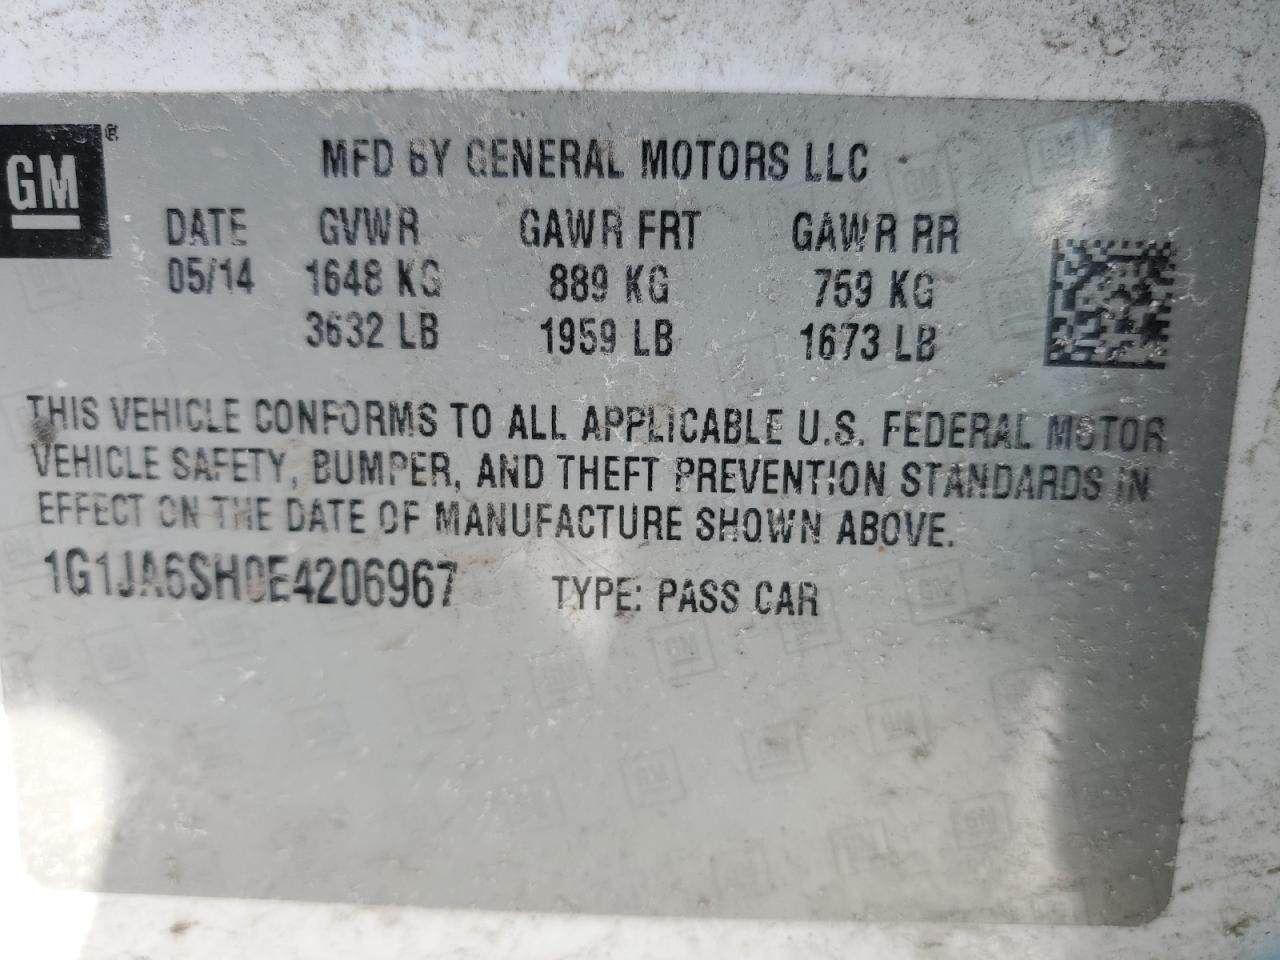 GM®
MFD BY GENERAL MOTORS LLC
DATE GVWR GAWR FRT GAWR RR
05/14 1648 KG 889 KG 759 KG
3632 LB 1959 LB 1673 LB
THIS VEHICLE CONFORMS TO ALL APPLICABLE U.S. FEDERAL MOTOR
VEHICLE SAFETY, BUMPER, AND THEFT PREVENTION STANDARDS IN
EFFECT ON THE DATE OF MANUFACTURE SHOWN ABOVE.
1G1JA6SH0E4206967 TYPE: PASS CAR